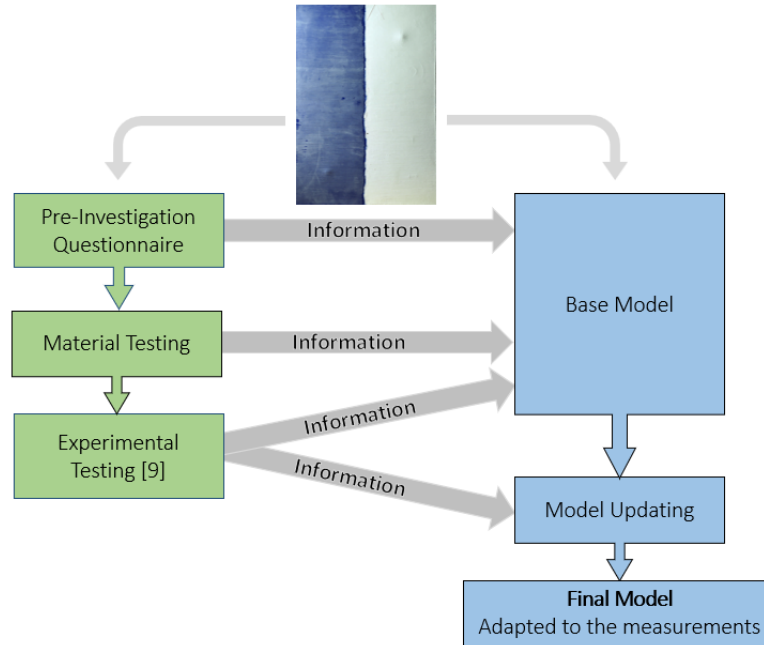 Pre-Investigation
Questionnaire
Information
Base Model
Material Testing
Information
Experimental
Testing [9]
Information
Information
Model Updating
Final Model
Adapted to the measurements